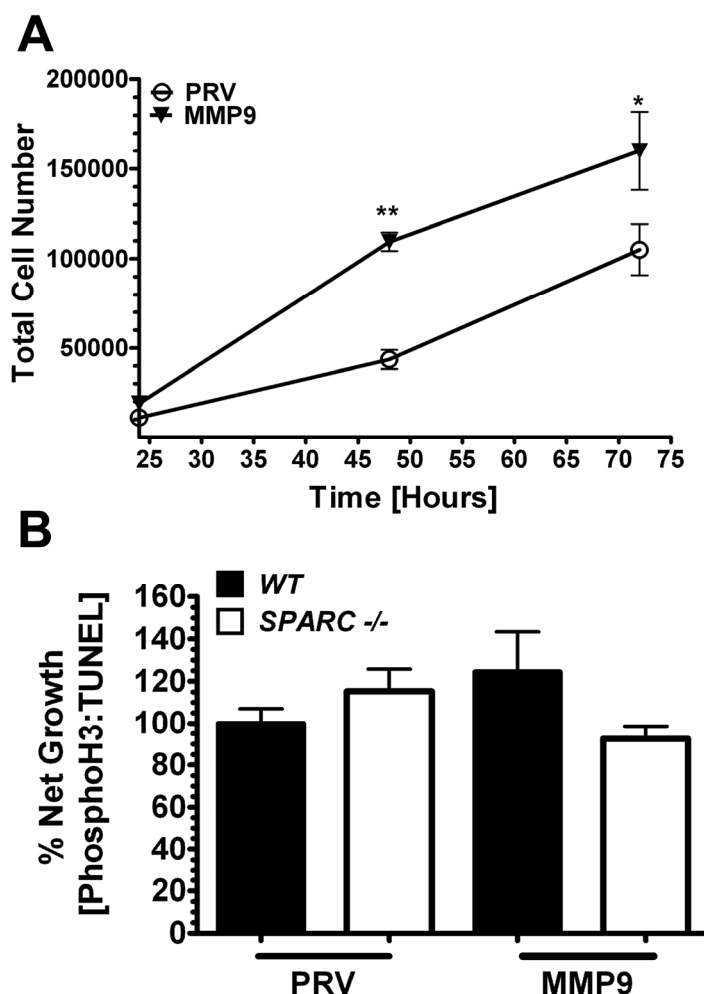 A
200000
150000
100000
50000
Total Cell Number
PRV
MMP9
**
*
25 30 35 40 45 50 55 60 65 70 75
Time [Hours]
B
160
140
120
100
80
60
40
20
0
% Net Growth
[PhosphoH3:TUNEL]
WT
SPARC -/-
PRV MMP9